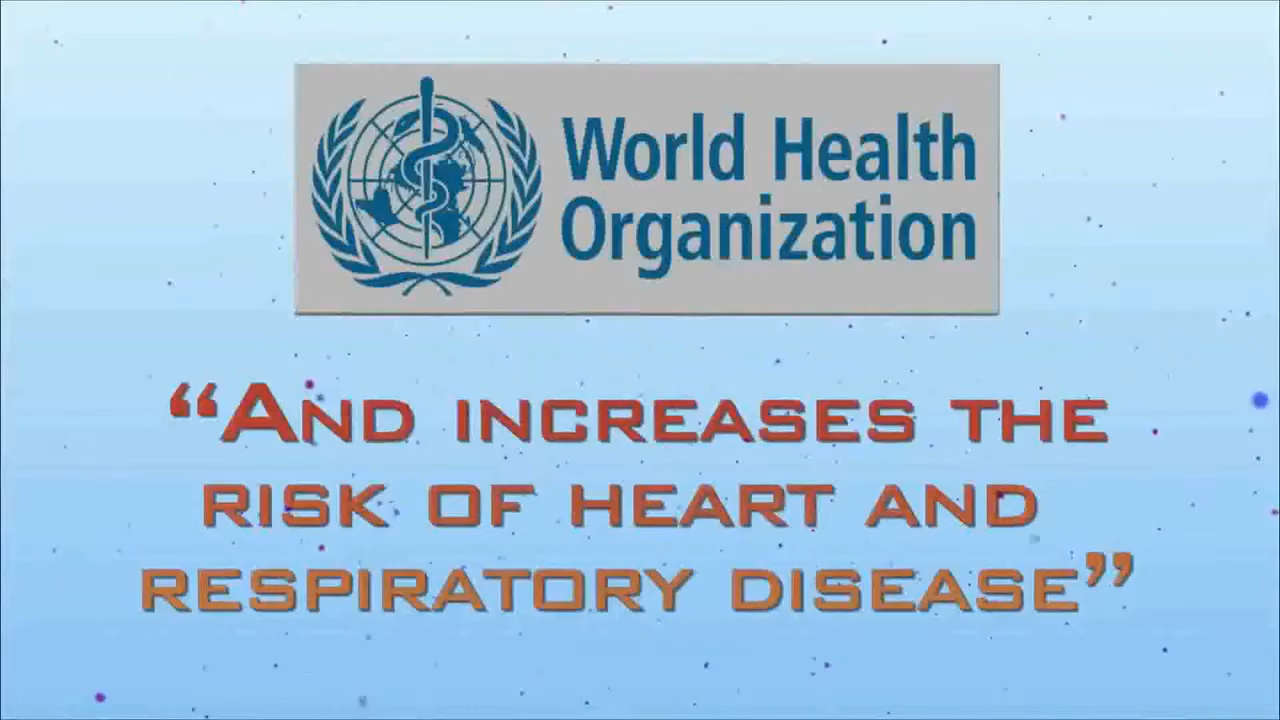 World Health
Organization
“And increases the
risk of heart and
respiratory disease”